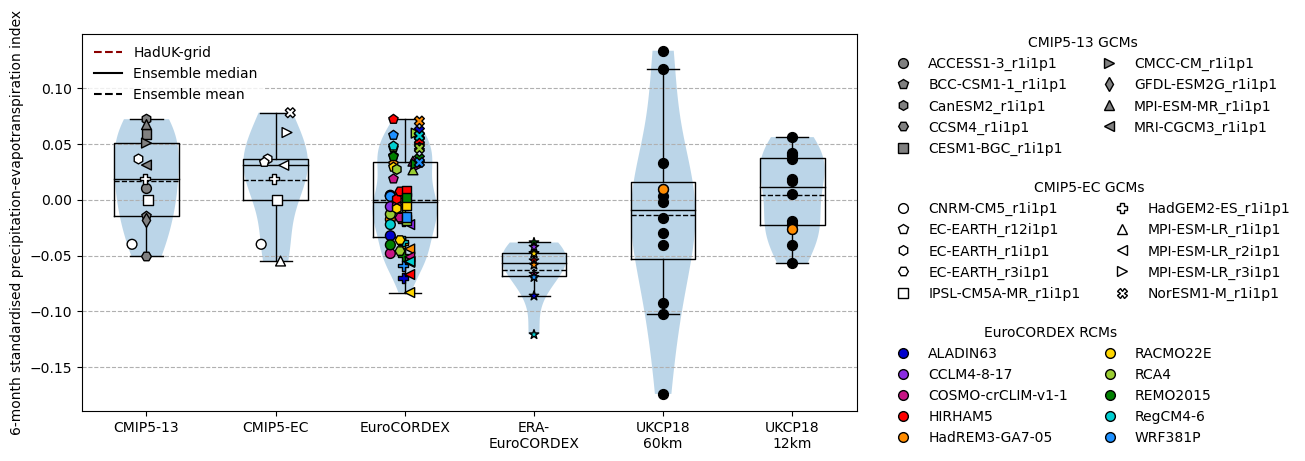 6-month standardised precipitation-evapotranspiration index
HadUK-grid
Ensemble median
Ensemble mean
0.10
0.05
0.00
−0.05
−0.10
−0.15
CMIP5-13
CMIP5-EC
EuroCORDEX
ERA-
EuroCORDEX
UKCP18
60km
UKCP18
12km
CMIP5-13 GCMs
ACCESS1-3_r1i1p1
BCC-CSM1-1_r1i1p1
CanESM2_r1i1p1
CCSM4_r1i1p1
CESM1-BGC_r1i1p1
CMCC-CM_r1i1p1
GFDL-ESM2G_r1i1p1
MPI-ESM-MR_r1i1p1
MRI-CGCM3_r1i1p1
CMIP5-EC GCMs
CNRM-CM5_r1i1p1
EC-EARTH_r12i1p1
EC-EARTH_r1i1p1
EC-EARTH_r3i1p1
IPSL-CM5A-MR_r1i1p1
HadGEM2-ES_r1i1p1
MPI-ESM-LR_r1i1p1
MPI-ESM-LR_r2i1p1
MPI-ESM-LR_r3i1p1
NorESM1-M_r1i1p1
EuroCORDEX RCMs
ALADIN63
CCLM4-8-17
COSMO-crCLIM-v1-1
HIRHAM5
HadREM3-GA7-05
RACMO22E
RCA4
REMO2015
RegCM4-6
WRF381P